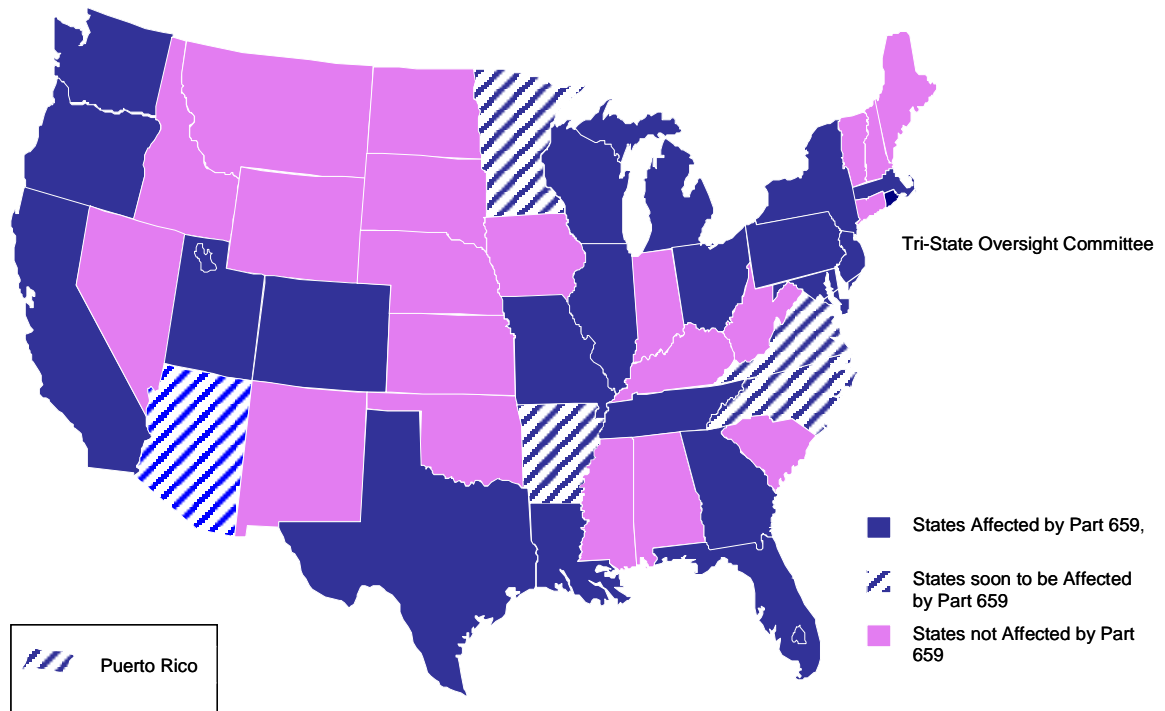 Tri-State Oversight Committee
States Affected by Part 659,
States soon to be Affected
by Part 659
States not Affected by Part
659
Puerto Rico